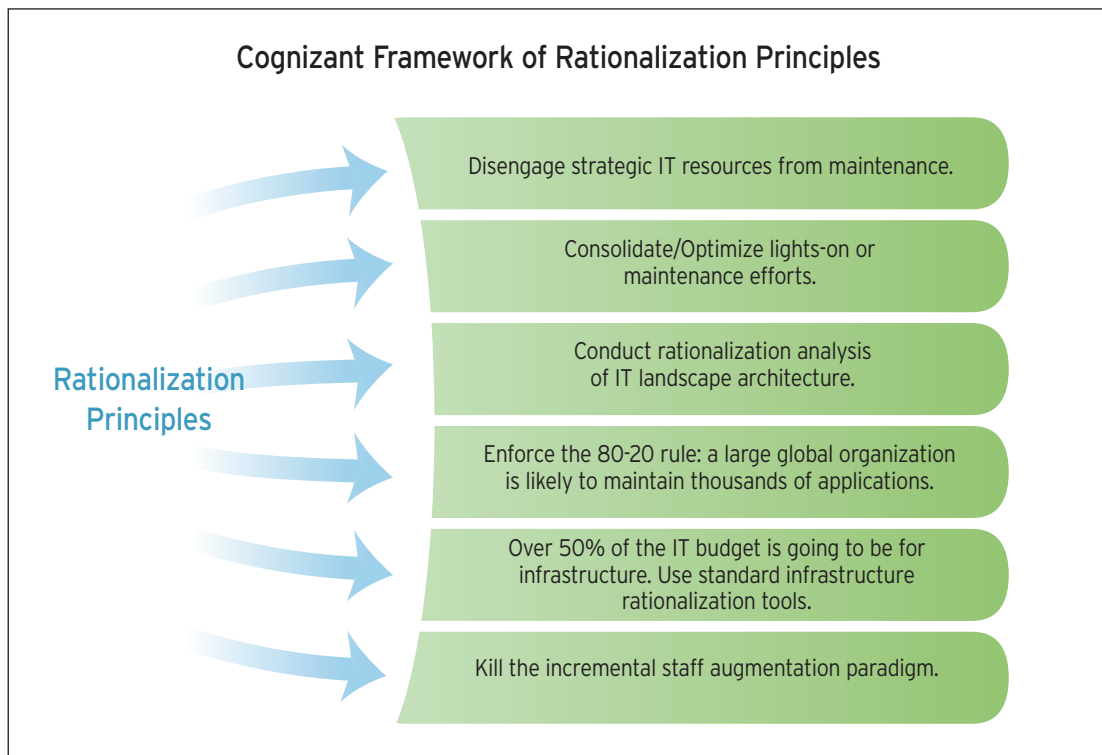 Cognizant Framework of Rationalization Principles
Disengage strategic IT resources from maintenance.
Consolidate/Optimize lights-on or
maintenance efforts.
Conduct rationalization analysis
of IT landscape architecture.
Rationalization
Principles
Enforce the 80-20 rule: a large global organization
is likely to maintain thousands of applications.
Over 50% of the IT budget is going to be for
infrastructure. Use standard infrastructure
rationalization tools.
Kill the incremental staff augmentation paradigm.